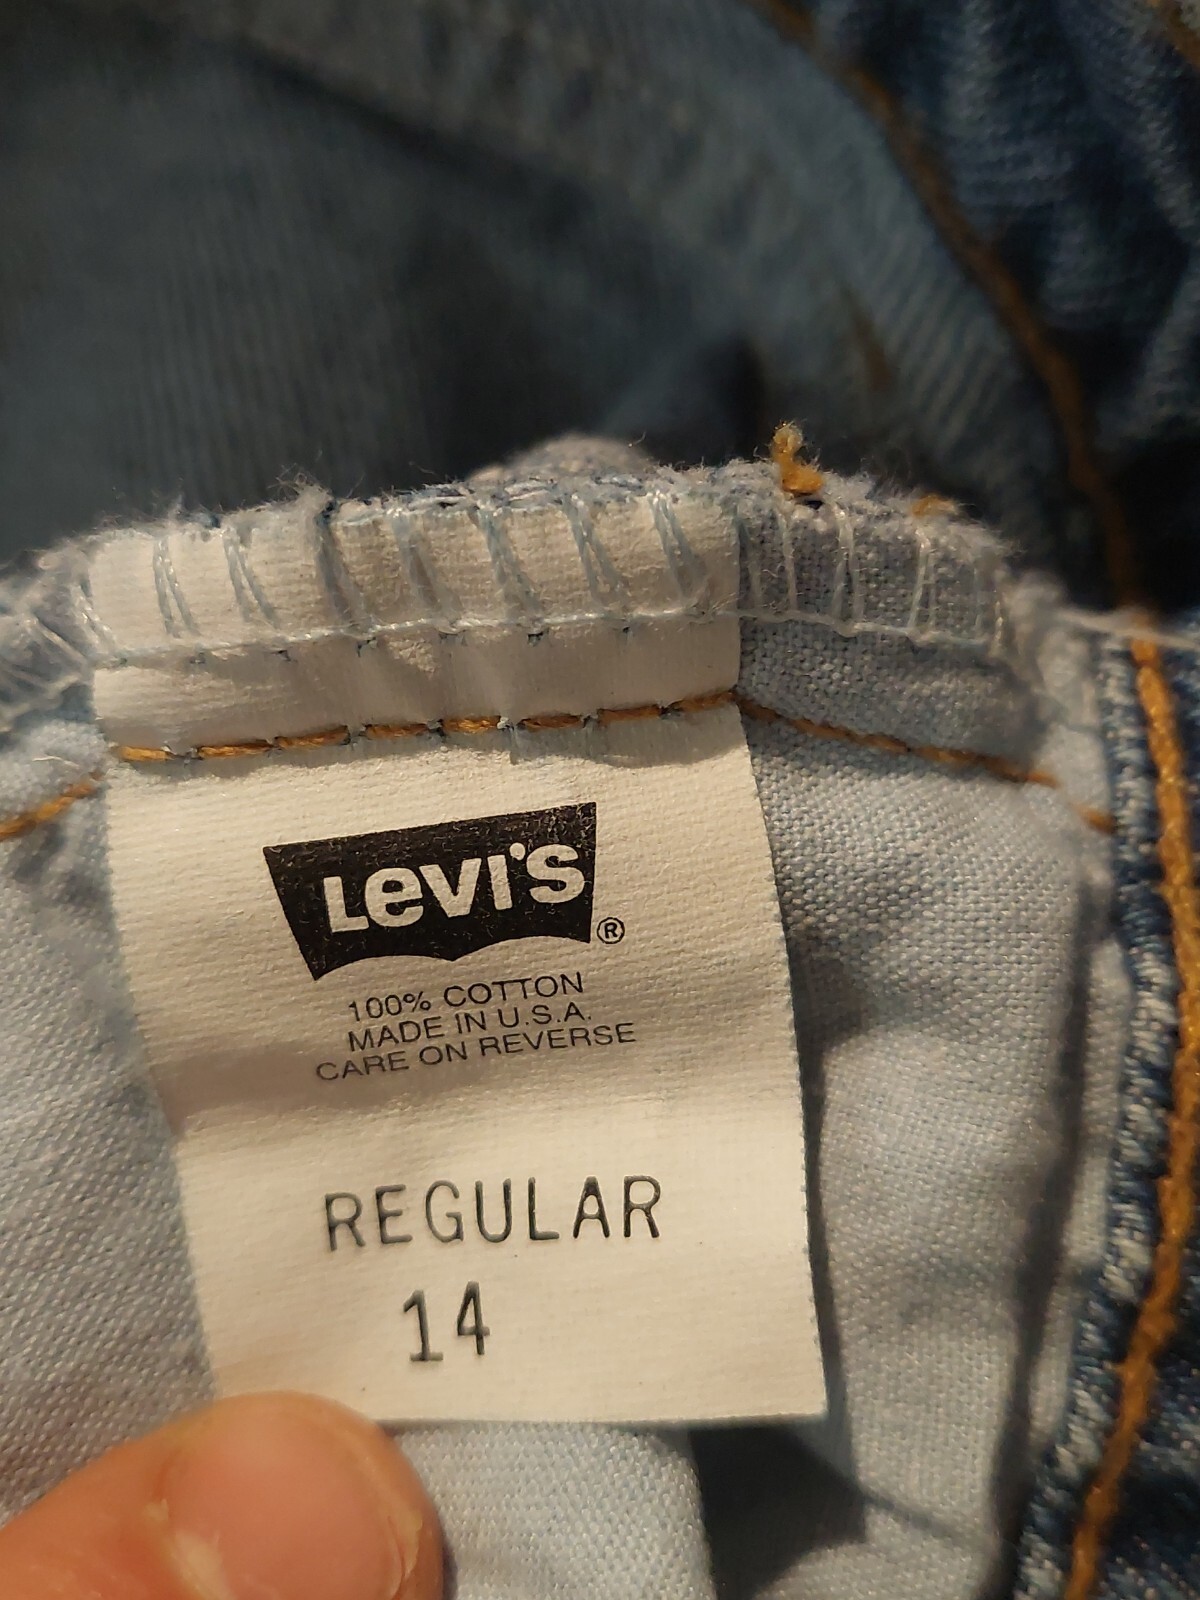 Levi's®
100% COTTON
MADE IN U.S.A.
CARE ON REVERSE
REGULAR
14